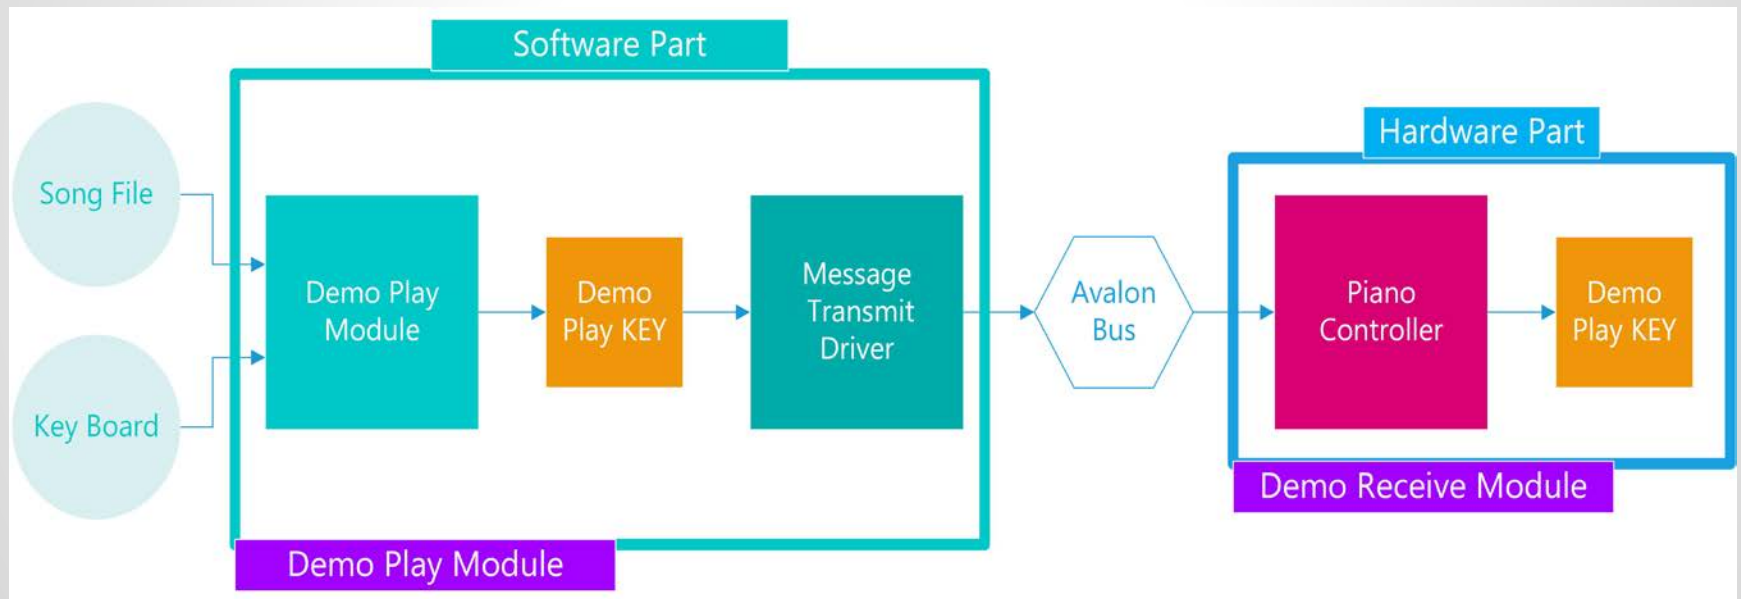 Software Part
Hardware Part
Song File
Key Board
Demo Play
Module
Demo
Play KEY
Message
Transmit
Driver
Avalon
Bus
Piano
Controller
Demo
Play KEY
Demo Receive Module
Demo Play Module